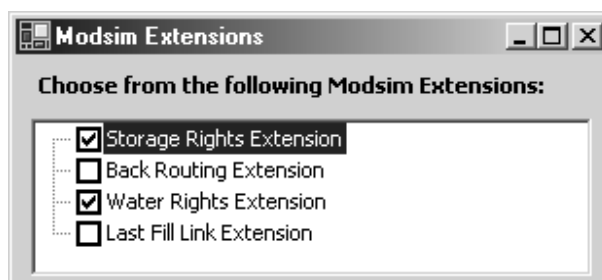 Modsim Extensions
Choose from the following Modsim Extensions:
Storage Rights Extension
Back Routing Extension
Water Rights Extension
Last Fill Link Extension